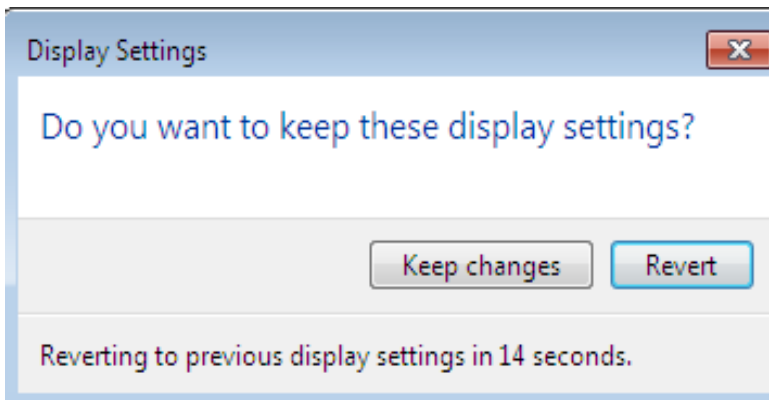 Display Settings
Do you want to keep these display settings?
Keep changes
Revert
Reverting to previous display settings in 14 seconds.